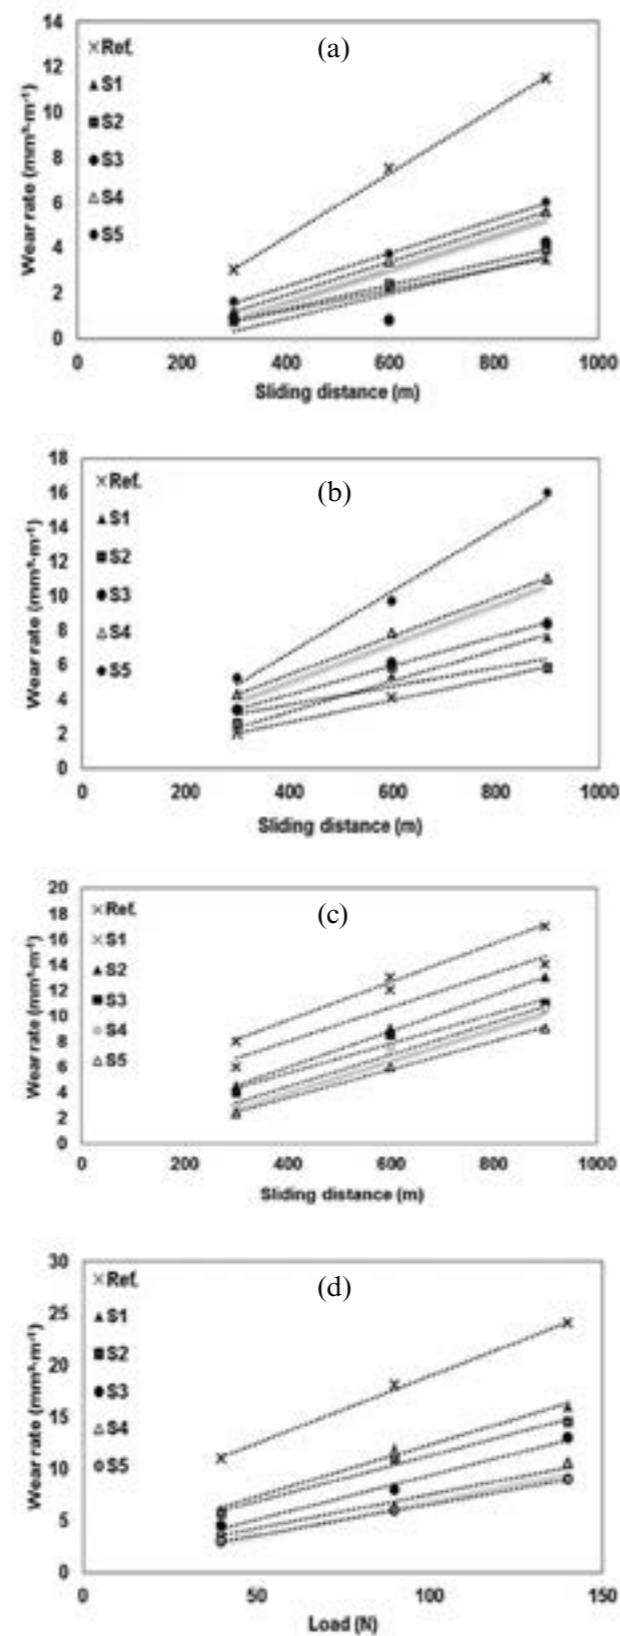 (a)
Ref.
S1
S2
S3
S4
S5
14
12
10
8
6
4
2
0
Wear rate (mm³·m⁻¹)
0 200 400 600 800 1000
Sliding distance (m)
(b)
Ref.
S1
S2
S3
S4
S5
18
16
14
12
10
8
6
4
2
0
Wear rate (mm³·m⁻¹)
0 200 400 600 800 1000
Sliding distance (m)
(c)
Ref.
S1
S2
S3
S4
S5
20
18
16
14
12
10
8
6
4
2
0
Wear rate (mm³·m⁻¹)
0 200 400 600 800 1000
Sliding distance (m)
(d)
Ref.
S1
S2
S3
S4
S5
30
25
20
15
10
5
0
Wear rate (mm³·m⁻¹)
0 50 100 150
Load (N)